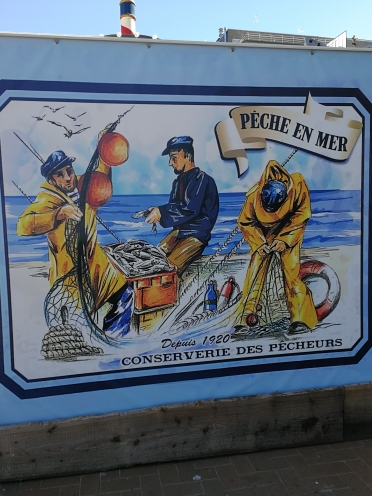 PÊCHE EN MER
Depuis 1920
CONSERVERIE DES PÊCHEURS